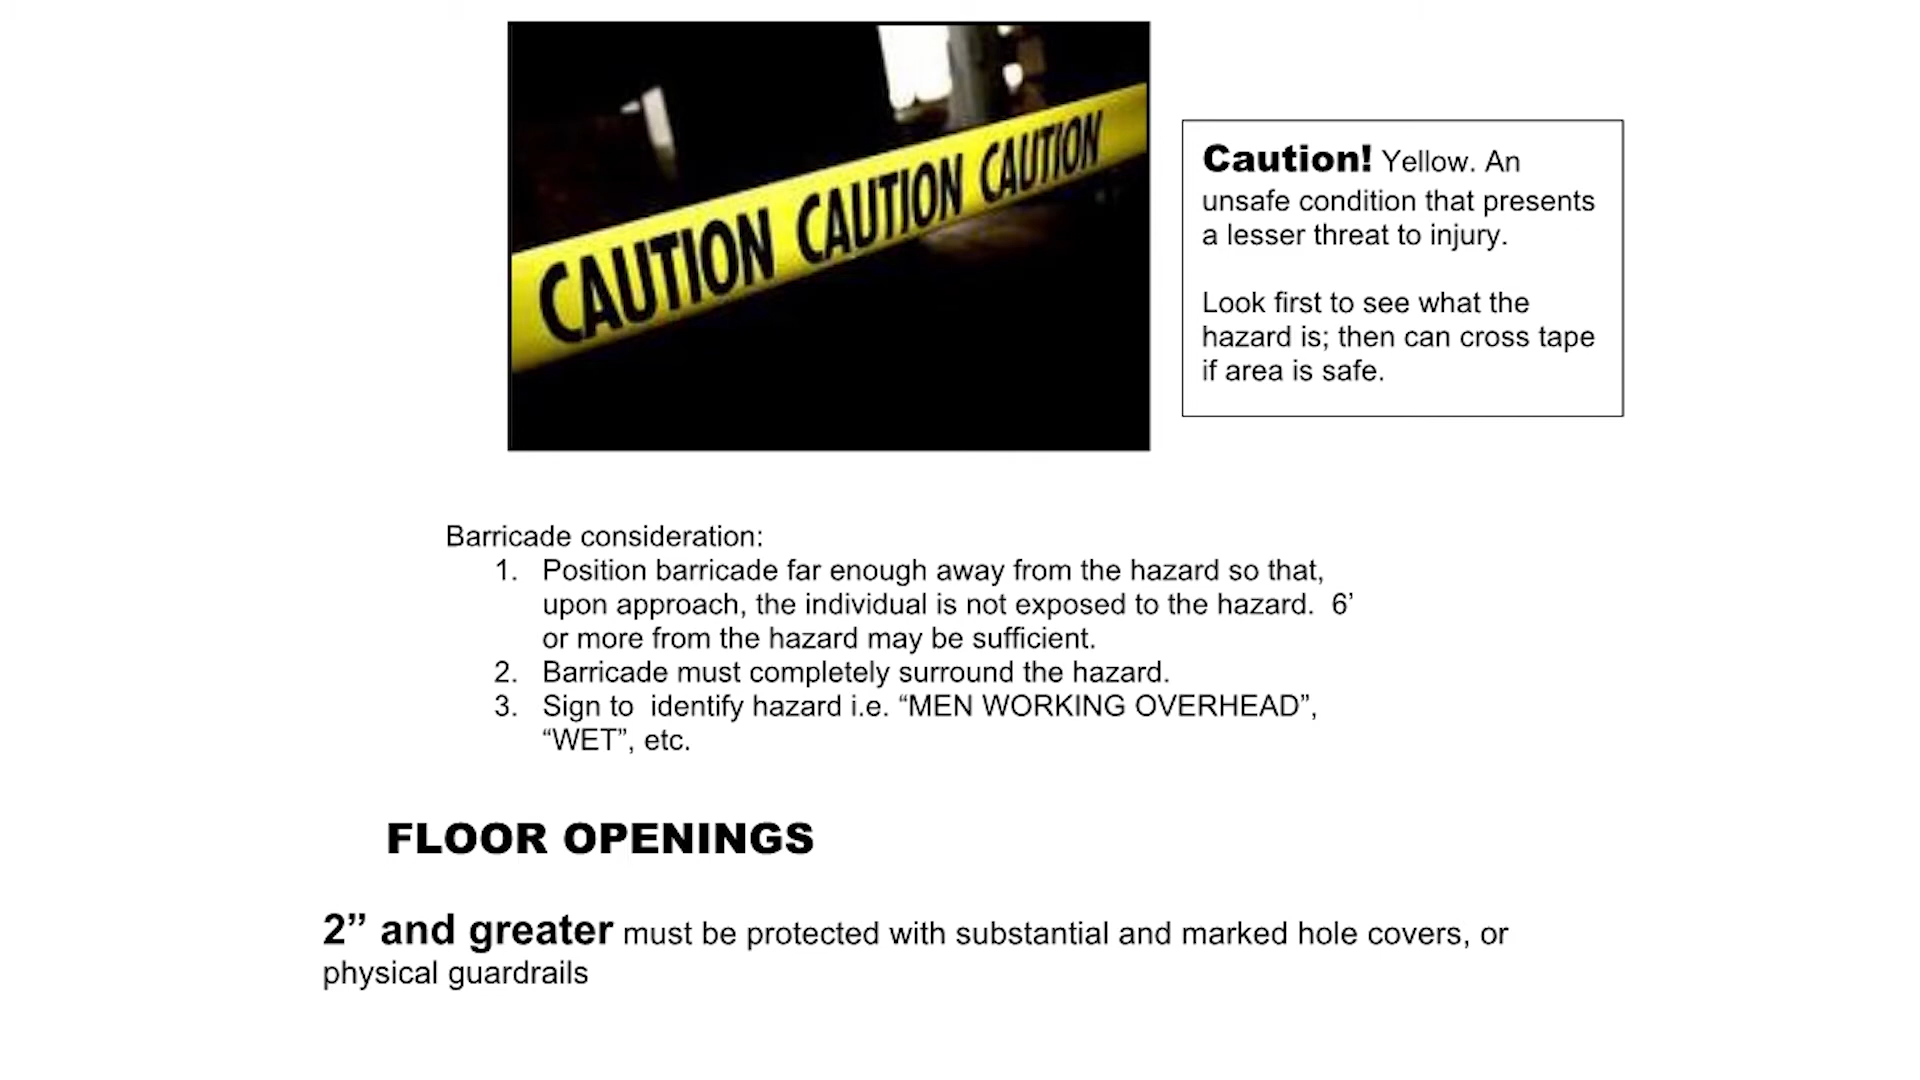 CAUTION CAUTION CAUTION
Caution! Yellow. An
unsafe condition that presents
a lesser threat to injury.
Look first to see what the
hazard is; then can cross tape
if area is safe.
Barricade consideration:
1. Position barricade far enough away from the hazard so that,
upon approach, the individual is not exposed to the hazard.  6’
or more from the hazard may be sufficient.
2. Barricade must completely surround the hazard.
3. Sign to  identify hazard i.e. “MEN WORKING OVERHEAD”,
“WET”, etc.
FLOOR OPENINGS
2” and greater must be protected with substantial and marked hole covers, or
physical guardrails